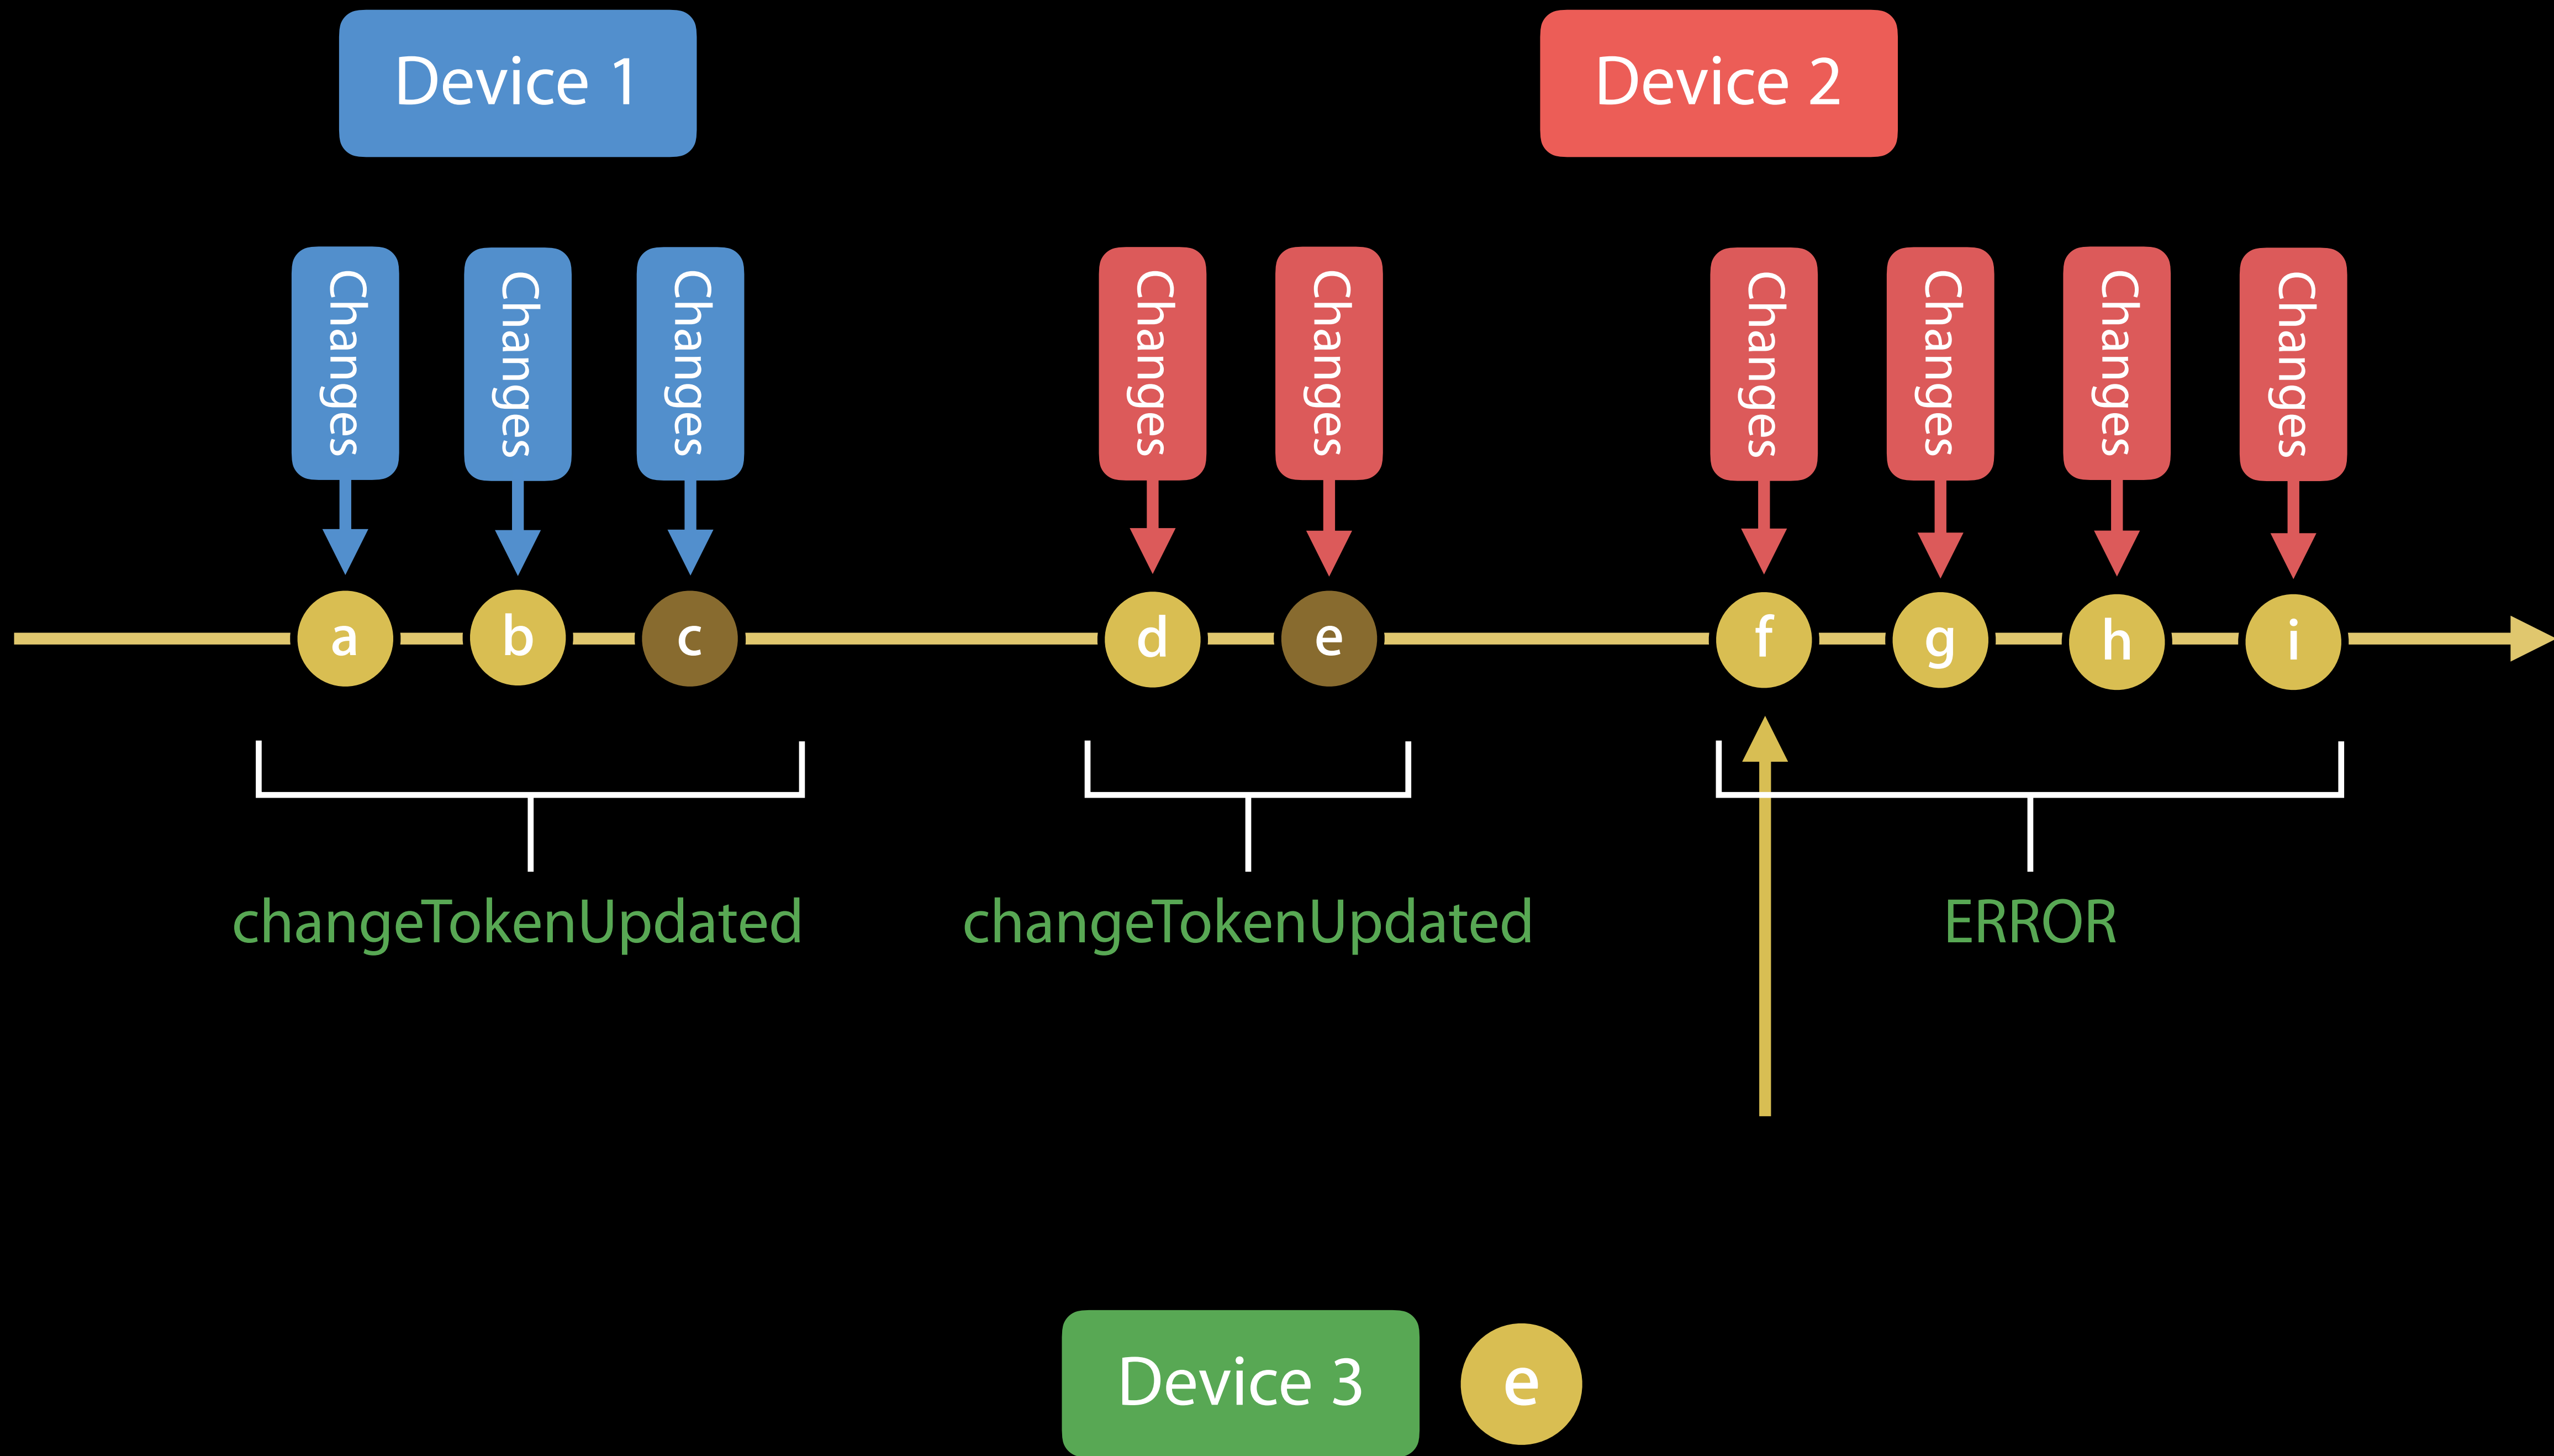 Device 1
Device 2
Changes
Changes
Changes
Changes
Changes
Changes
Changes
Changes
Changes
a
b
c
d
e
f
g
h
i
changeTokenUpdated
changeTokenUpdated
ERROR
Device 3
e